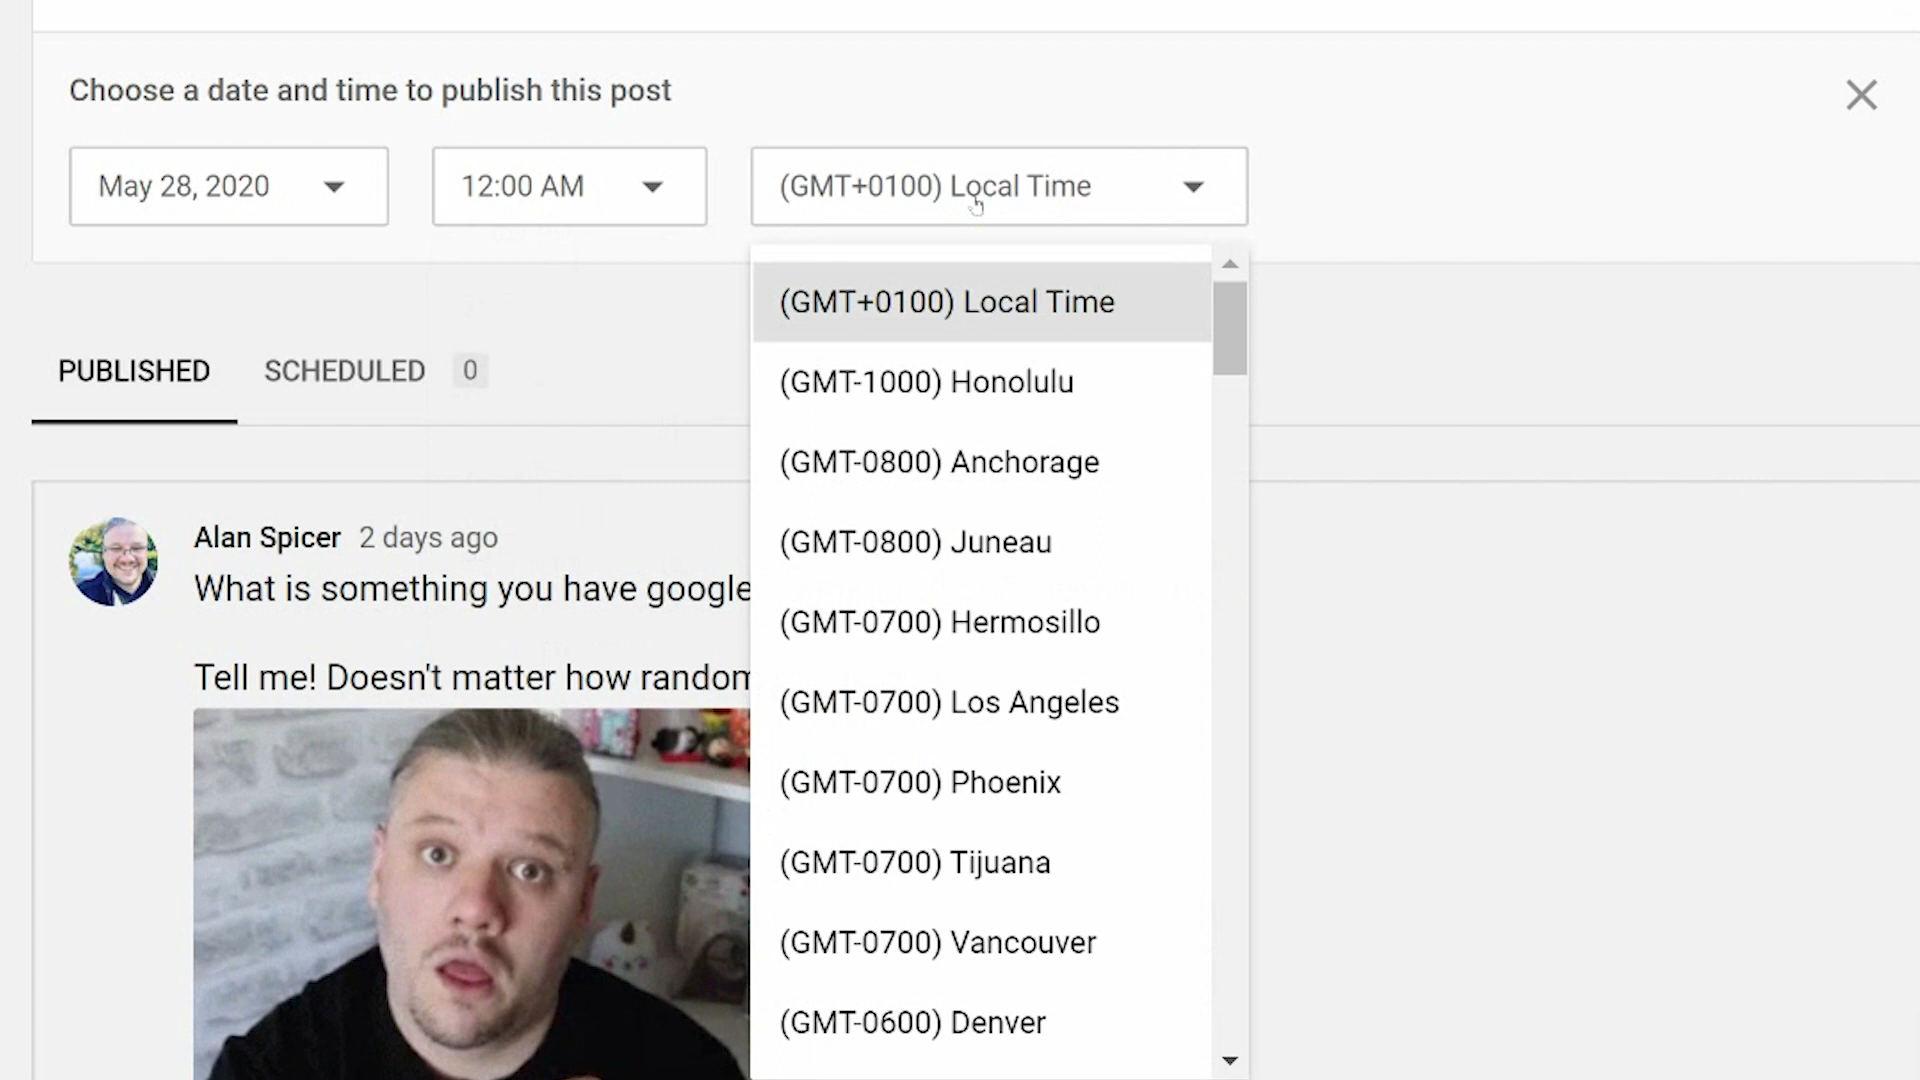 Choose a date and time to publish this post
May 28, 2020
12:00 AM
(GMT+0100) Local Time
(GMT+0100) Local Time
(GMT-1000) Honolulu
(GMT-0800) Anchorage
(GMT-0800) Juneau
(GMT-0700) Hermosillo
(GMT-0700) Los Angeles
(GMT-0700) Phoenix
(GMT-0700) Tijuana
(GMT-0700) Vancouver
(GMT-0600) Denver
PUBLISHED
SCHEDULED 0
Alan Spicer 2 days ago
What is something you have google
Tell me! Doesn't matter how random